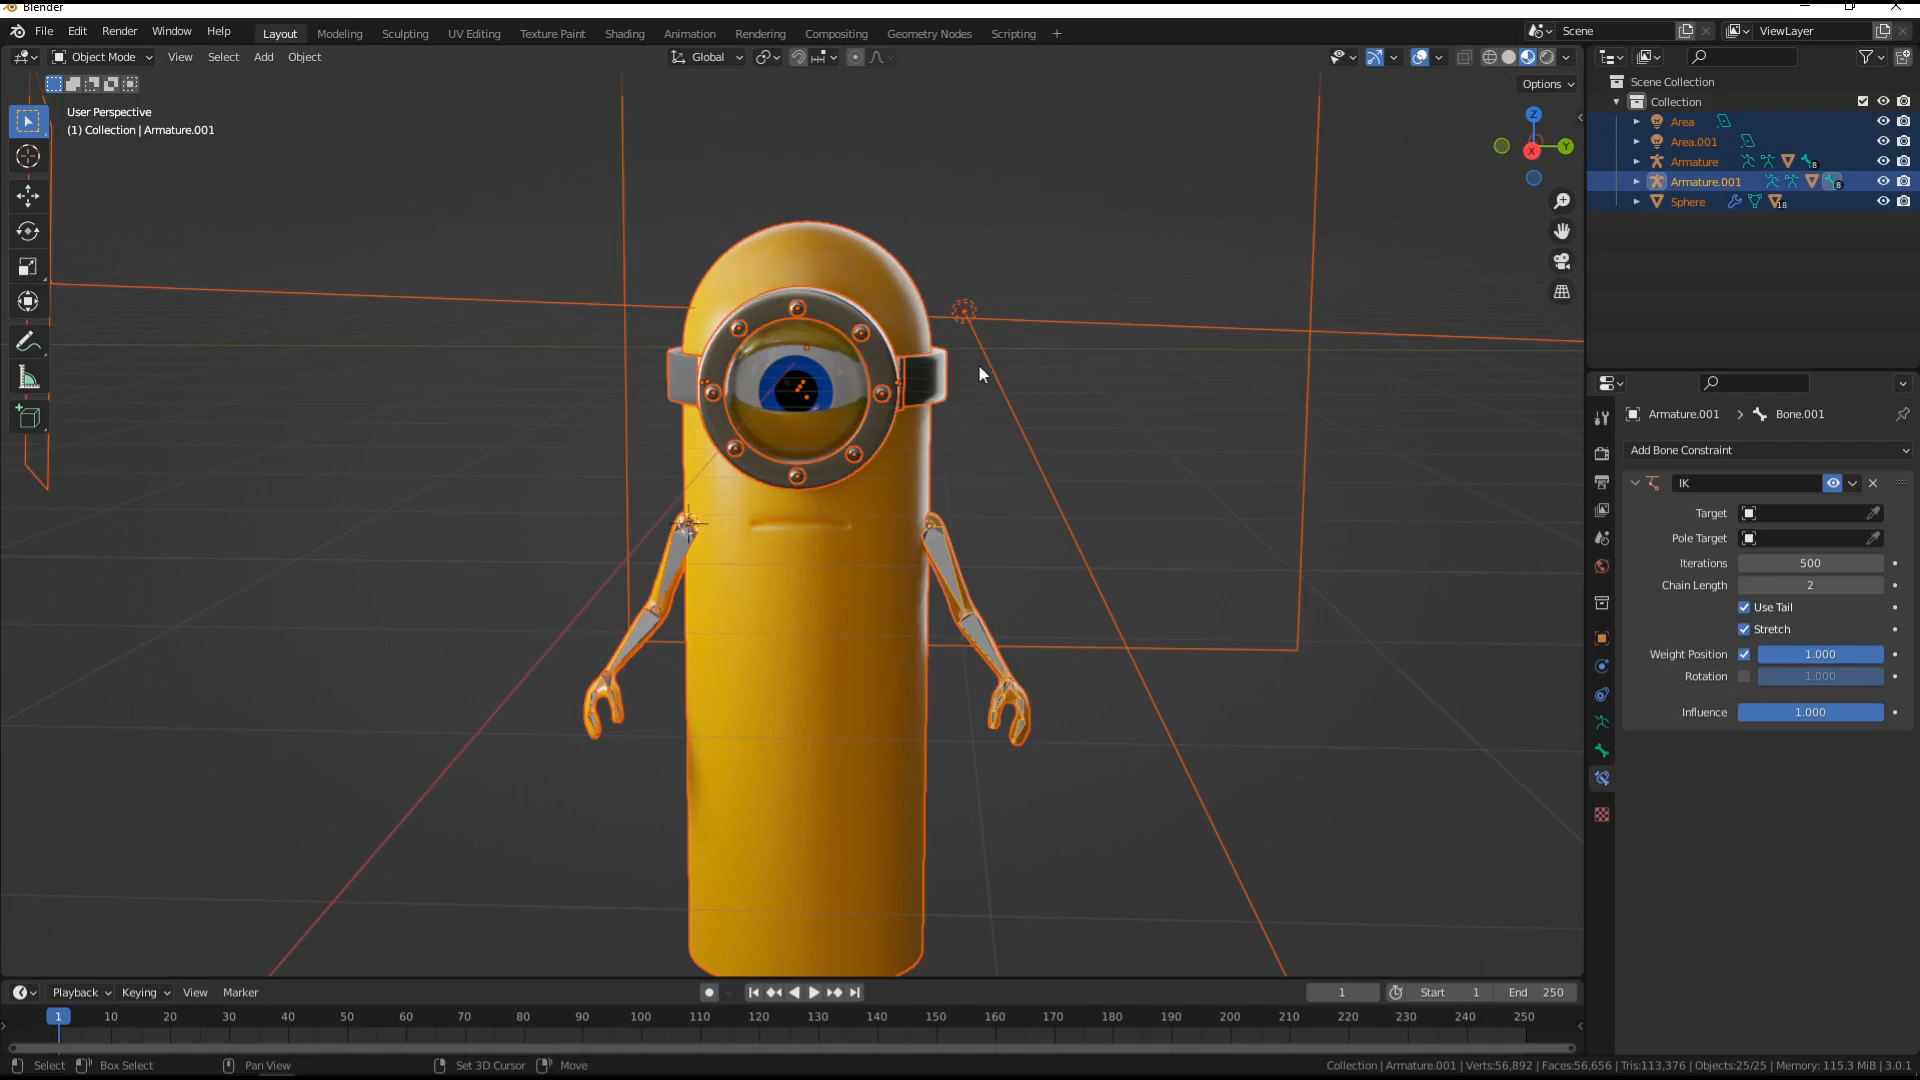 Blender
File Edit Render Window Help Layout Modeling Sculpting UV Editing Texture Paint Shading Animation Rendering Compositing Geometry Nodes Scripting + Scene ViewLayer
Object Mode View Select Add Object Global
Options
User Perspective
(1) Collection | Armature.001
Z
Y
X
Scene Collection
Collection
Area
Area.001
Armature 8
Armature.001 8
Sphere 18
Armature.001 > Bone.001
Add Bone Constraint
IK
Target
Pole Target
Iterations 500
Chain Length 2
Use Tail
Stretch
Weight Position 1.000
Rotation 1.000
Influence 1.000
Playback Keying View Marker 1 Start 1 End 250
1 10 20 30 40 50 60 70 80 90 100 110 120 130 140 150 160 170 180 190 200 210 220 230 240 250
Select Box Select Pan View Set 3D Cursor Move Collection | Armature.001 | Verts:56,892 | Faces:56,656 | Tris:113,376 | Objects:25/25 | Memory: 115.3 MiB | 3.0.1